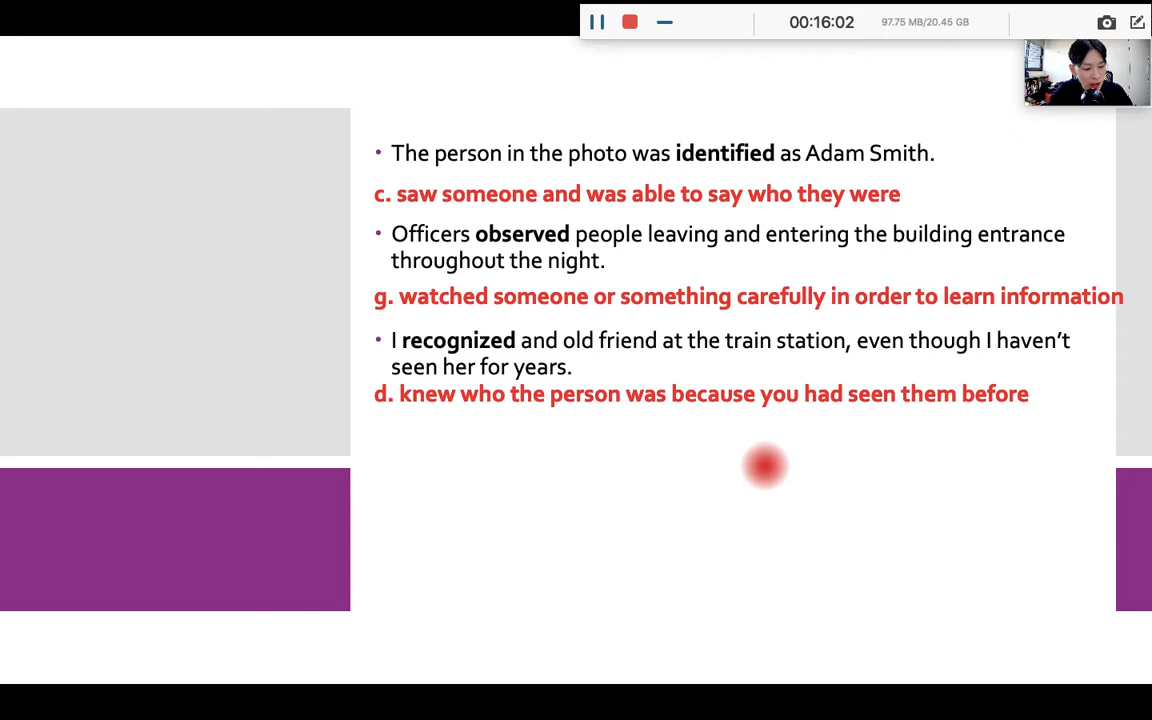 00:16:02
97.75 MB/20.45 GB
• The person in the photo was identified as Adam Smith.
c. saw someone and was able to say who they were
• Officers observed people leaving and entering the building entrance
throughout the night.
g. watched someone or something carefully in order to learn information
• I recognized and old friend at the train station, even though I haven’t
seen her for years.
d. knew who the person was because you had seen them before